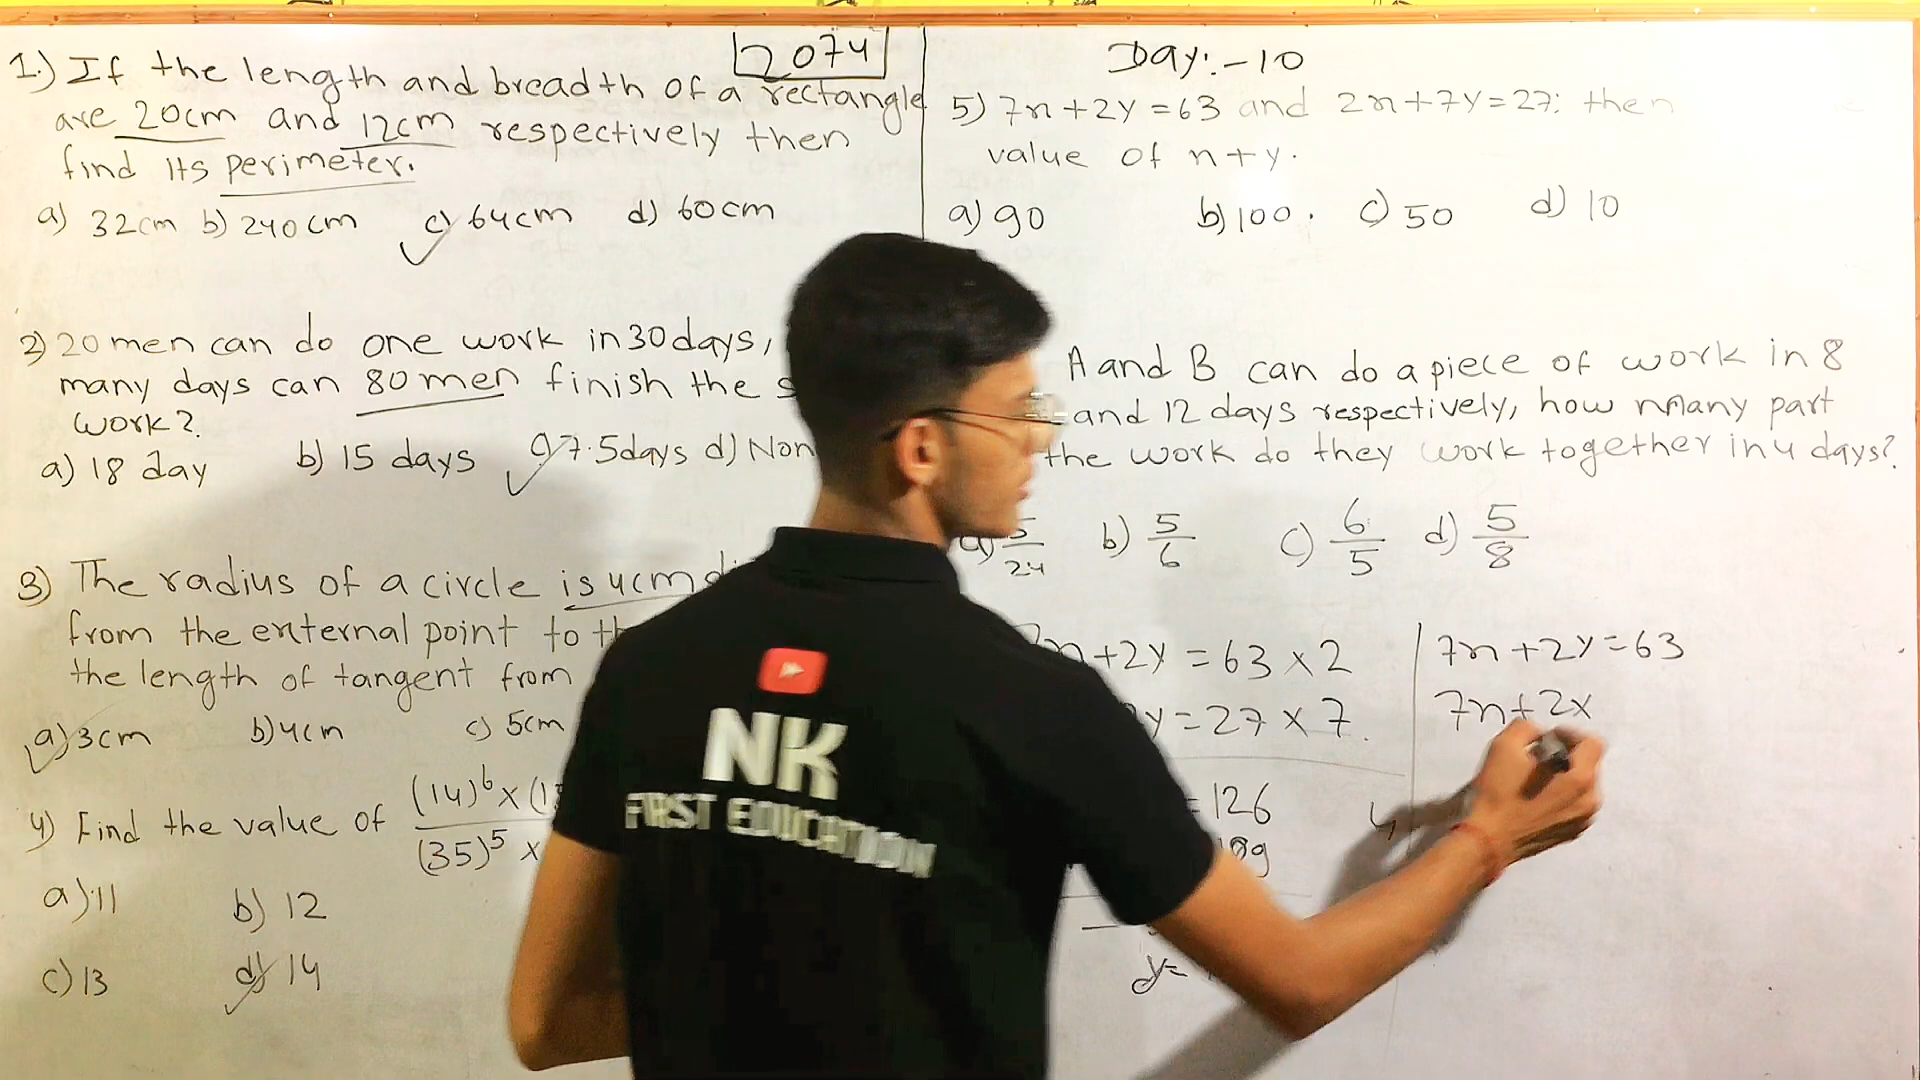 2074
1.) If the length and breadth of a rectangle
are 20cm and 12cm respectively then
find its perimeter.
a) 32cm b) 240cm c) 64cm d) 60cm
2) 20 men can do one work in 30 days,
many days can 80 men finish the s
work?
a) 18 day b) 15 days c) 7.5days d) Non
3) The radius of a circle is 4cm
from the external point to th
the length of tangent from
a) 3cm b) 4cm c) 5cm
4) Find the value of (14)^6 × (1
(35)^5 ×
a) 11 b) 12
c) 13 d) 14
Day:-10
5) 7x+2y=63 and 2x+7y=27: then
value of x+y.
a) 90 b) 100. c) 50 d) 10
A and B can do a piece of work in 8
and 12 days respectively, how many part
the work do they work together in 4 days?
a) 5/24 b) 5/6 c) 6/5 d) 5/8
x+2y=63×2
y=27×7
=126
189
y=
7x+2y=63
7x+2x
NK
FIRST EDUCATION